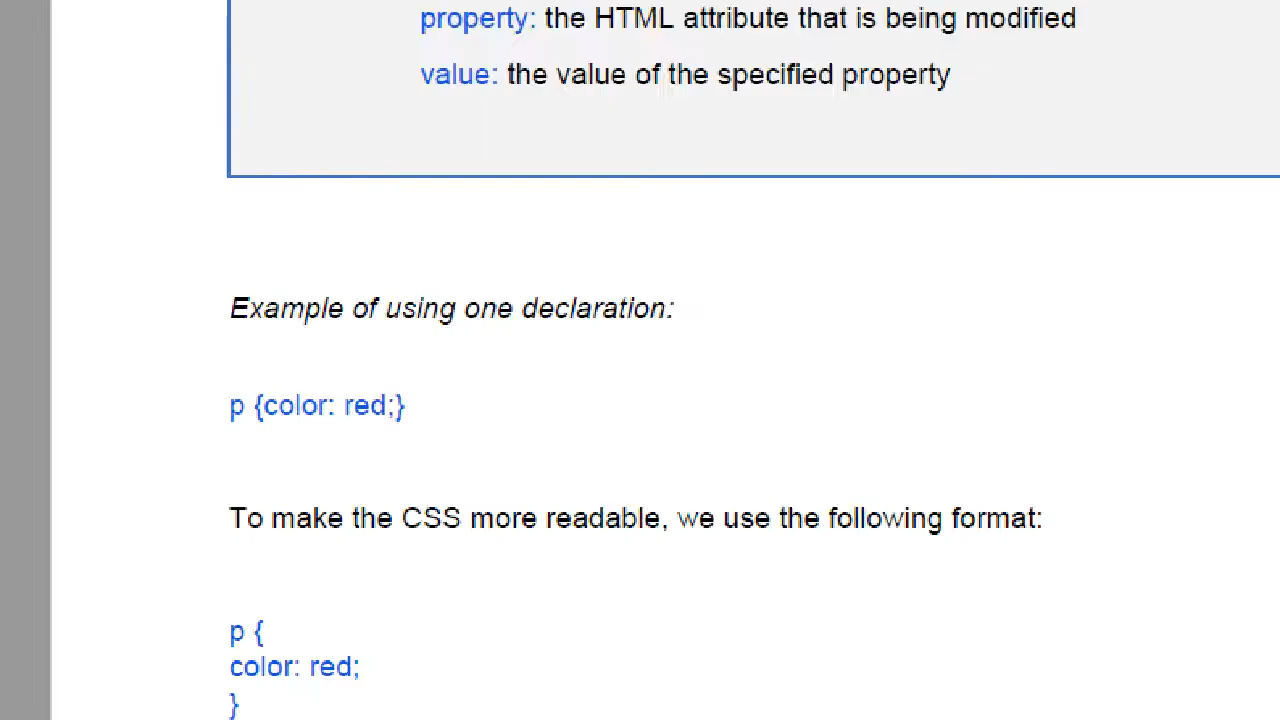 property: the HTML attribute that is being modified
value: the value of the specified property
Example of using one declaration:
p {color: red;}
To make the CSS more readable, we use the following format:
p {
color: red;
}